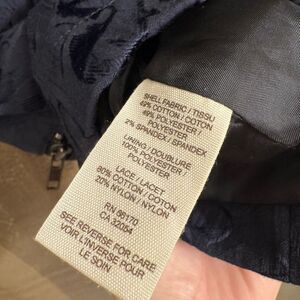 SHELL FABRIC / TISSU
49% COTTON / COTON
49% POLYESTER /
POLYESTER
2% SPANDEX / SPANDEX
LINING / DOUBLURE
100% POLYESTER /
POLYESTER
LACE / LACET
80% COTTON / COTON
20% NYLON / NYLON
RN 86170
CA 32054
SEE REVERSE FOR CARE
VOIR L'INVERSE POUR
LE SOIN